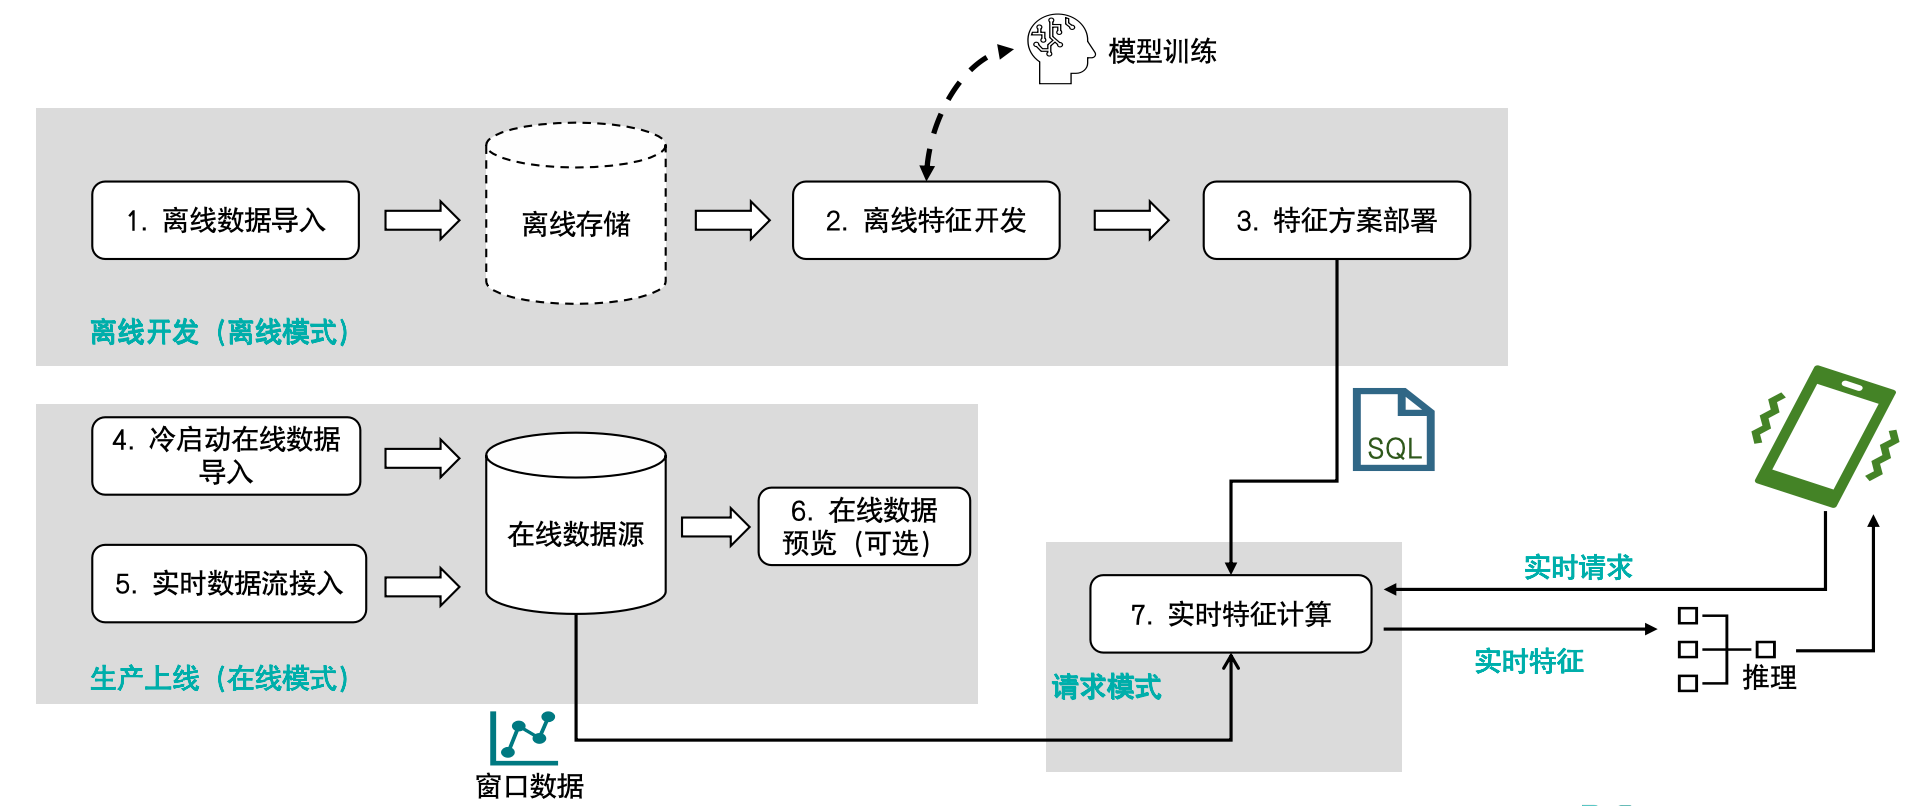 模型训练
1. 离线数据导入
离线存储
2. 离线特征开发
3. 特征方案部署
离线开发（离线模式）
SQL
4. 冷启动在线数据
导入
在线数据源
6. 在线数据
预览（可选）
5. 实时数据流接入
生产上线（在线模式）
窗口数据
7. 实时特征计算
请求模式
实时请求
实时特征
推理